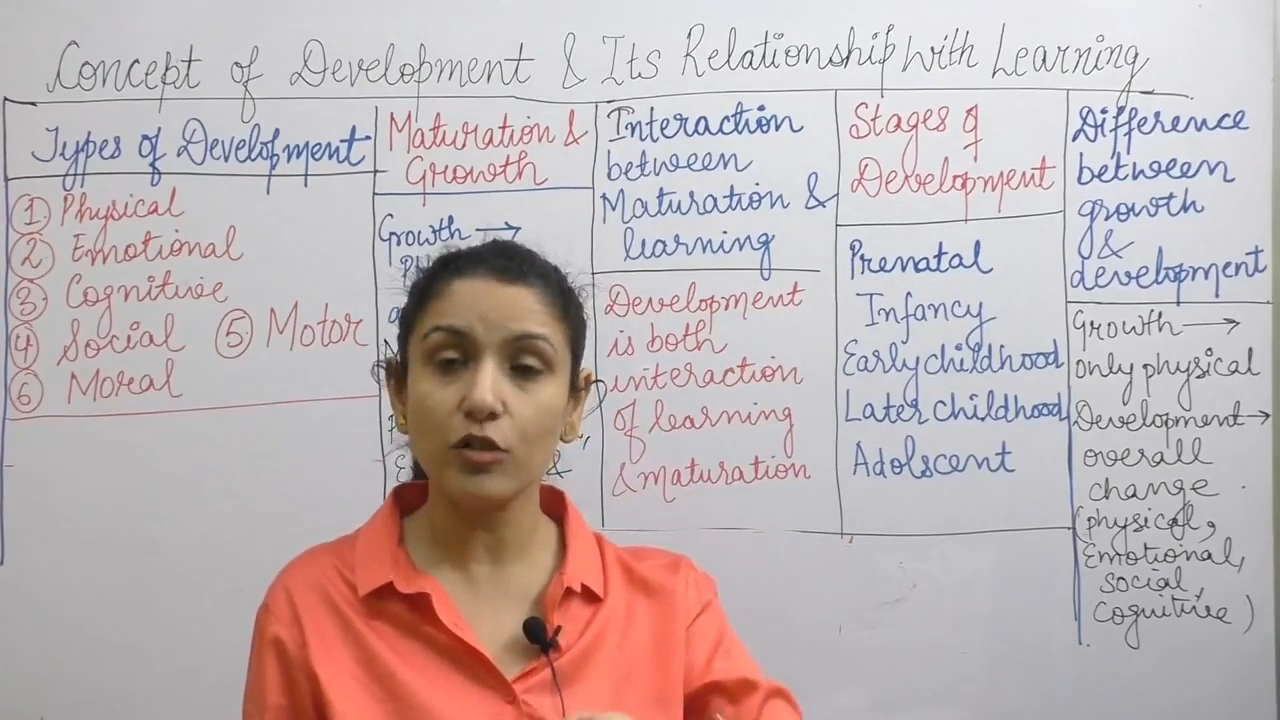 Concept of Development & Its Relationship with Learning
Types of Development
① Physical
② Emotional
③ Cognitive
④ Social ⑤ Motor
⑥ Moral
Maturation &
Growth
Growth →
&
Interaction
between
Maturation &
learning
Development
is both
interaction
of learning
& maturation
Stages of
Development
Prenatal
Infancy
Early childhood
Later childhood
Adolscent
Difference
between
growth
&
development
Growth →
only physical
Development →
overall
change
(physical,
Emotional,
social,
cognitive)